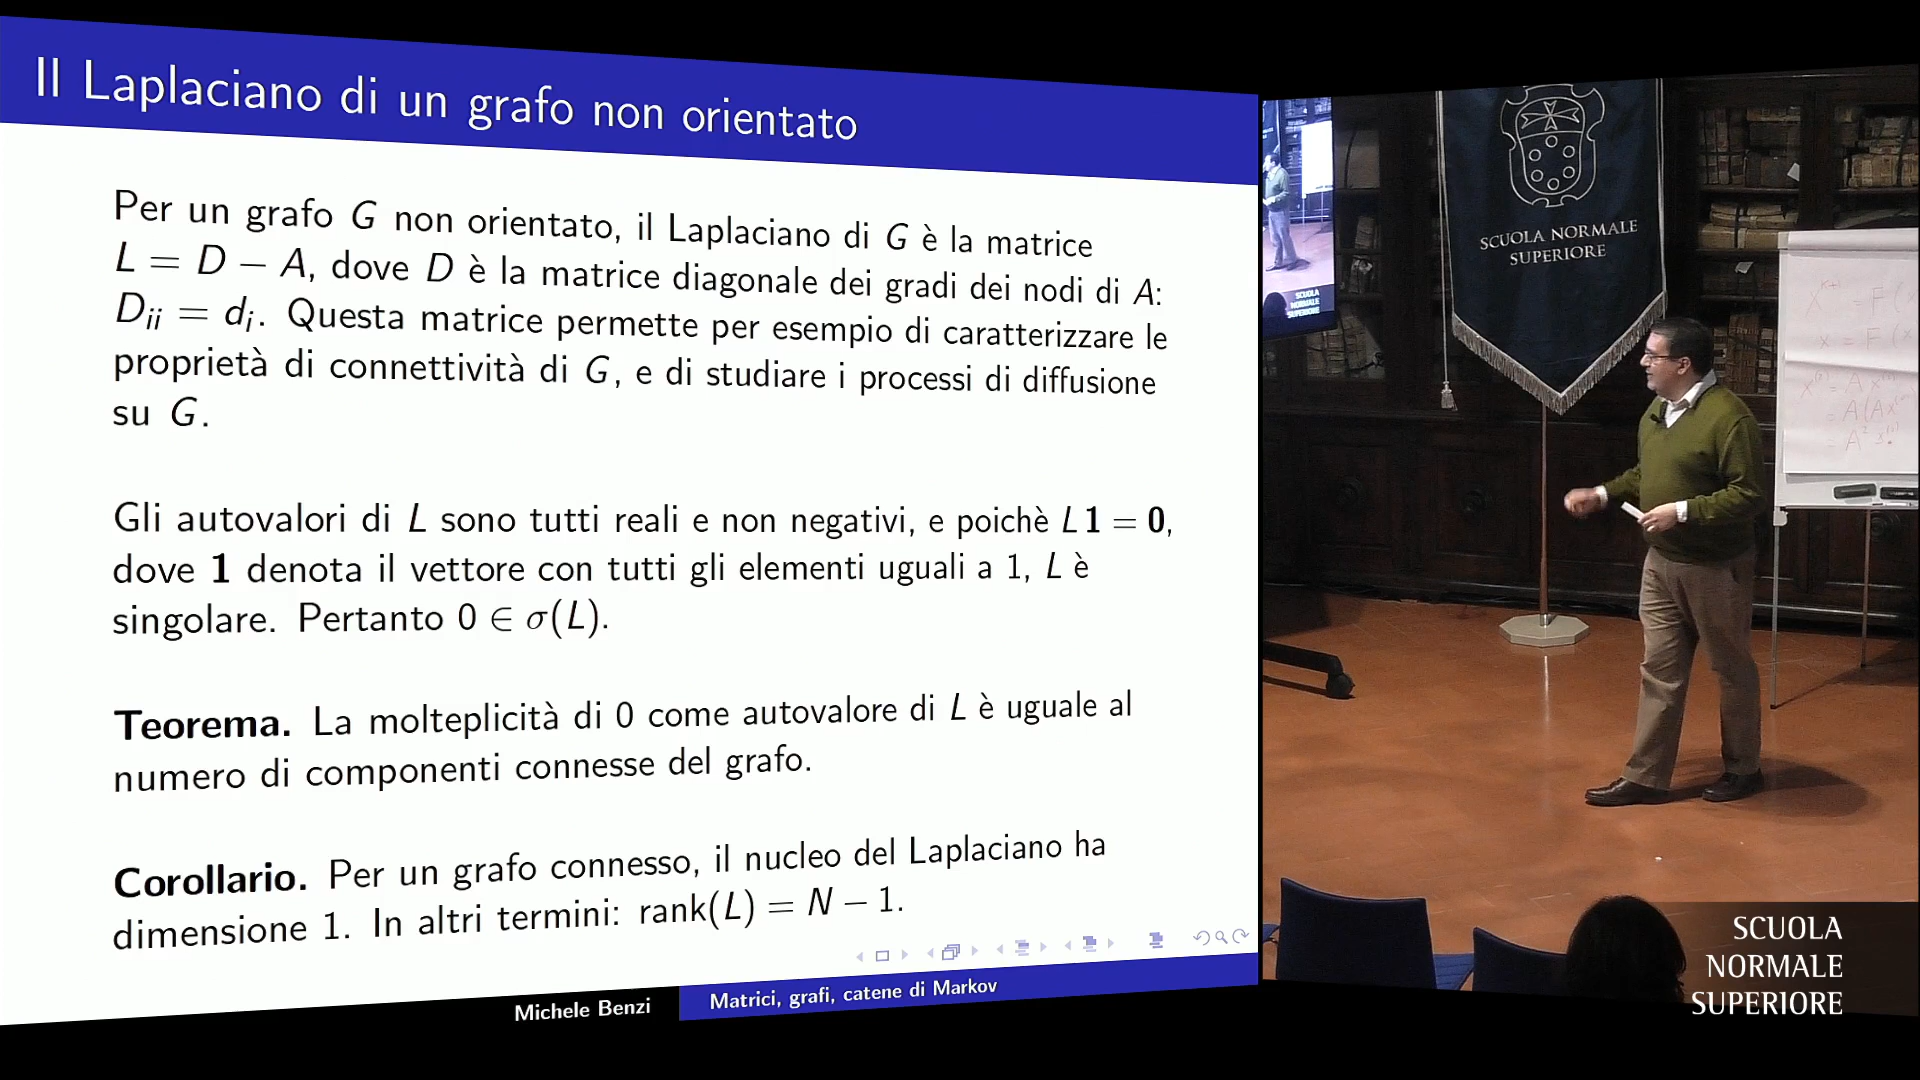 Il Laplaciano di un grafo non orientato
Per un grafo G non orientato, il Laplaciano di G è la matrice
L = D − A, dove D è la matrice diagonale dei gradi dei nodi di A:
Dᵢᵢ = dᵢ. Questa matrice permette per esempio di caratterizzare le
proprietà di connettività di G, e di studiare i processi di diffusione
su G.
Gli autovalori di L sono tutti reali e non negativi, e poichè L1 = 0,
dove 1 denota il vettore con tutti gli elementi uguali a 1, L è
singolare. Pertanto 0 ∈ σ(L).
Teorema. La molteplicità di 0 come autovalore di L è uguale al
numero di componenti connesse del grafo.
Corollario. Per un grafo connesso, il nucleo del Laplaciano ha
dimensione 1. In altri termini: rank(L) = N − 1.
Michele Benzi
Matrici, grafi, catene di Markov
SCUOLA
NORMALE
SUPERIORE
SCUOLA NORMALE
SUPERIORE
SCUOLA
NORMALE
SUPERIORE